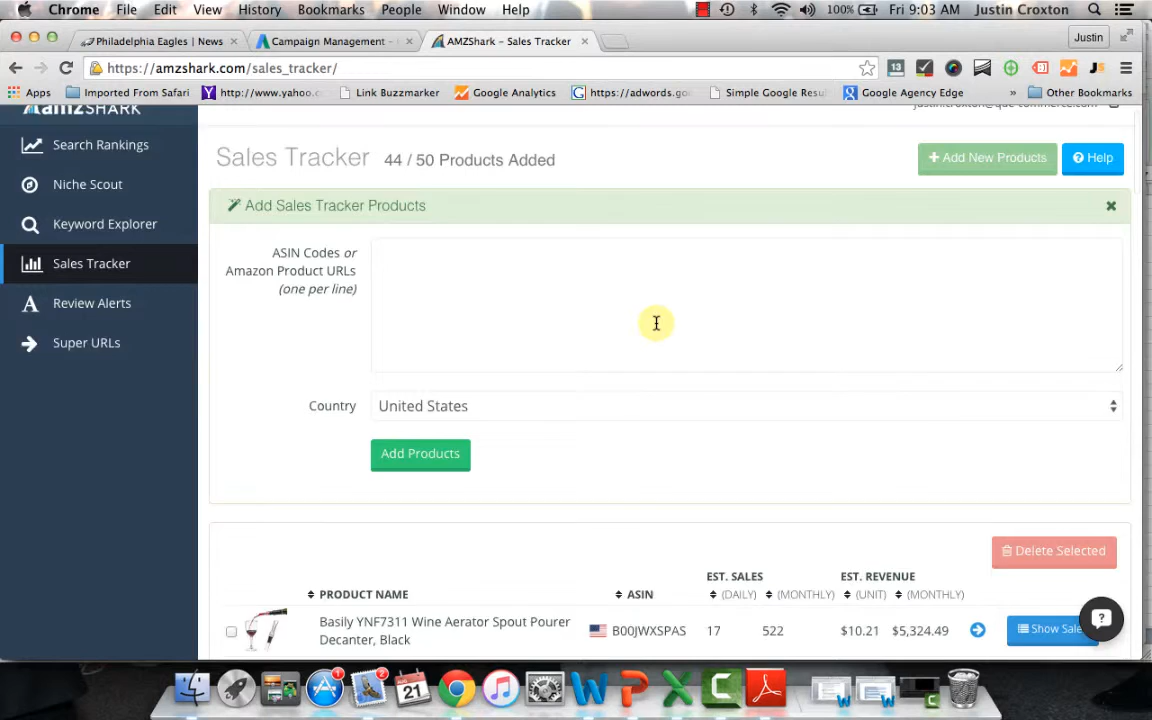 Chrome File Edit View History Bookmarks People Window Help 100% Fri 9:03 AM Justin Croxton
Philadelphia Eagles | News × Campaign Management - × AMZShark - Sales Tracker × Justin
https://amzshark.com/sales_tracker/ 13
Apps Imported From Safari http://www.yahoo.c Link Buzzmarker Google Analytics https://adwords.go Simple Google Resu Google Agency Edge » Other Bookmarks
amzSHARK
Search Rankings
Niche Scout
Keyword Explorer
Sales Tracker
Review Alerts
Super URLs
Sales Tracker 44 / 50 Products Added
+ Add New Products
Help
Add Sales Tracker Products
ASIN Codes or
Amazon Product URLs
(one per line)
Country United States
Add Products
Delete Selected
EST. SALES EST. REVENUE
PRODUCT NAME ASIN (DAILY) (MONTHLY) (UNIT) (MONTHLY)
Basily YNF7311 Wine Aerator Spout Pourer
Decanter, Black
B00JWXSPAS 17 522 $10.21 $5,324.49 Show Sale
1 2 21